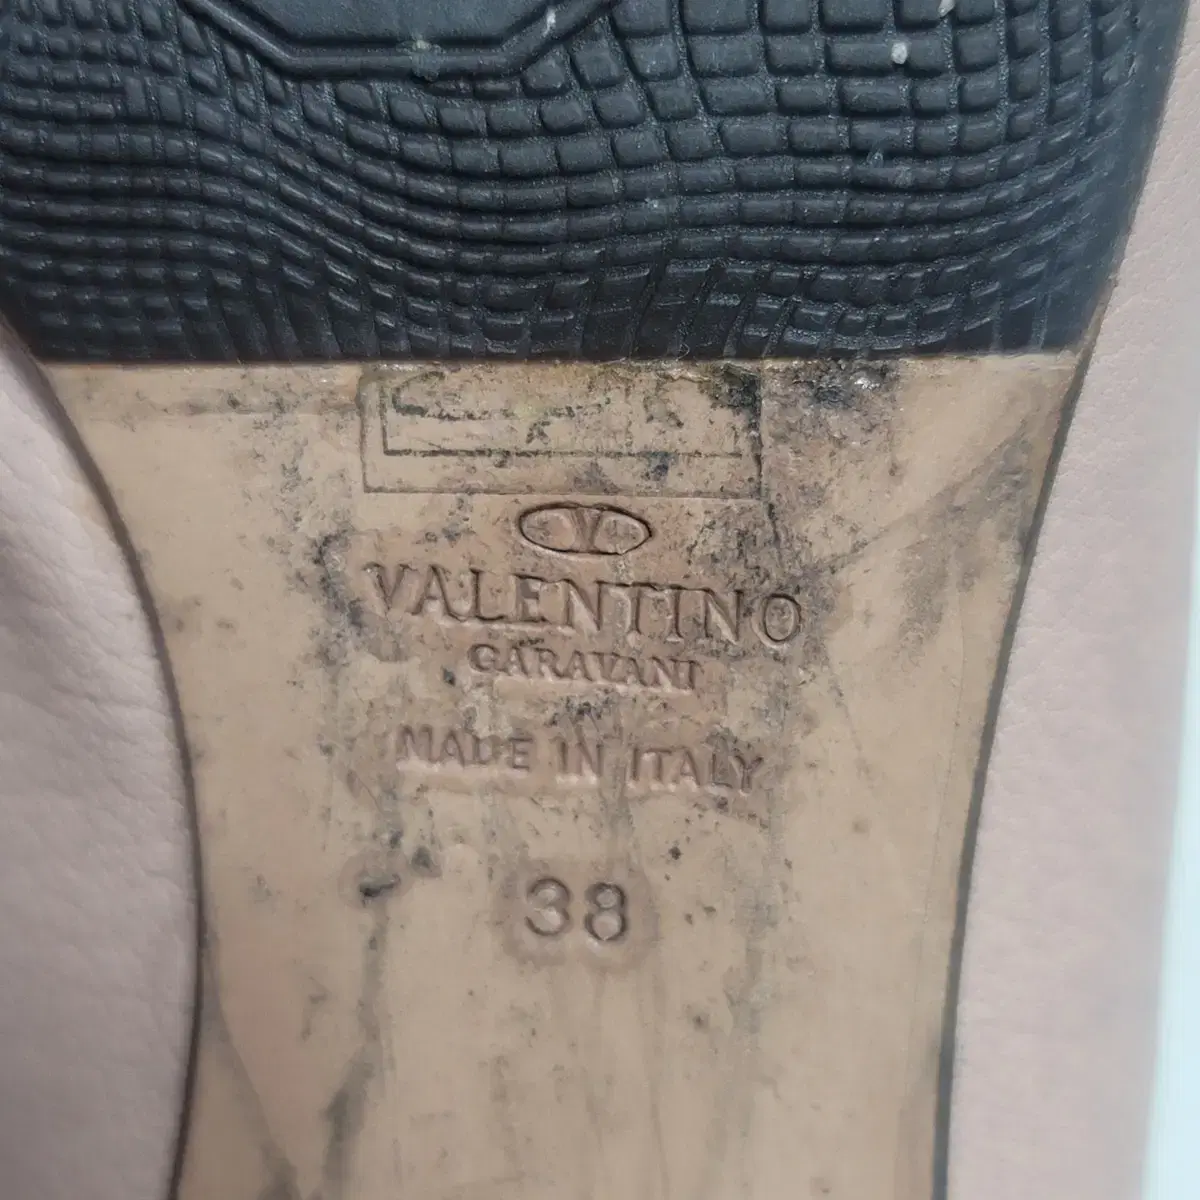 V
VALENTINO
GARAVANI
MADE IN ITALY
38